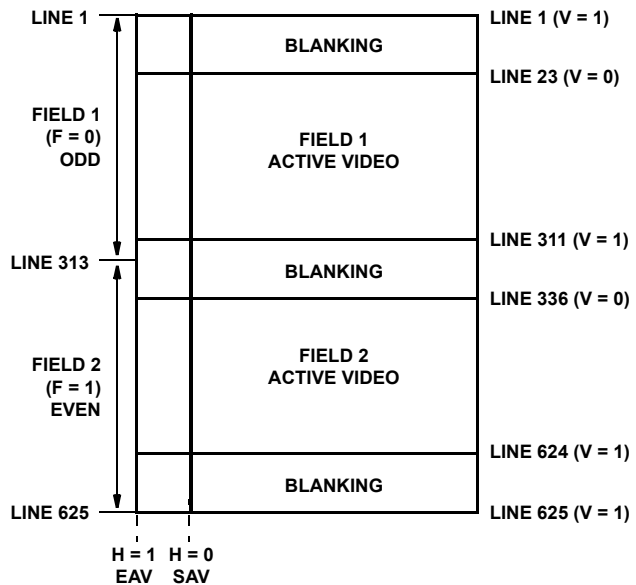 LINE 1
LINE 1 (V = 1)
BLANKING
LINE 23 (V = 0)
FIELD 1
(F = 0)
ODD
FIELD 1
ACTIVE VIDEO
LINE 311 (V = 1)
LINE 313
BLANKING
LINE 336 (V = 0)
FIELD 2
(F = 1)
EVEN
FIELD 2
ACTIVE VIDEO
LINE 624 (V = 1)
BLANKING
LINE 625
LINE 625 (V = 1)
H = 1
EAV
H = 0
SAV